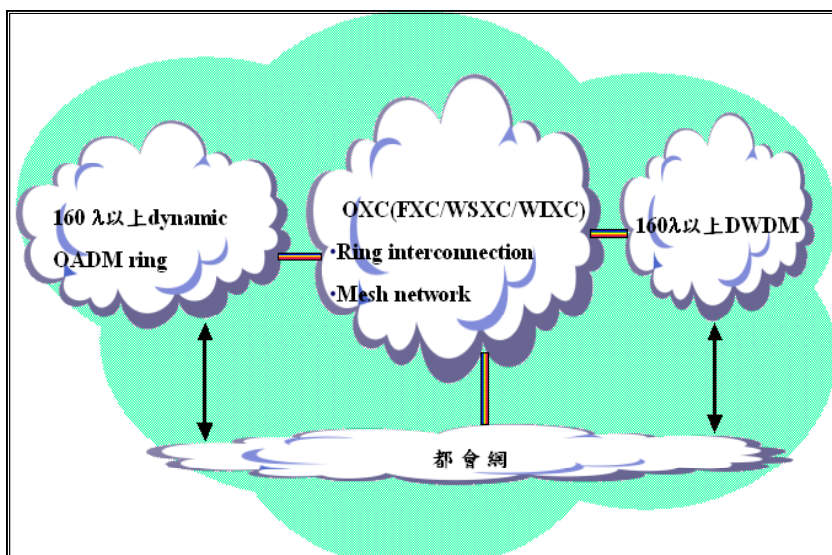 160 λ以上dynamic
OADM ring
OXC(FXC/WSXC/WIXC)
·Ring interconnection
·Mesh network
160λ以上DWDM
都會網